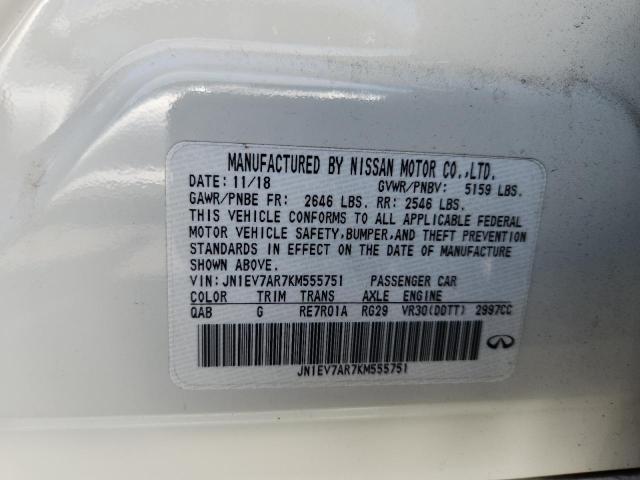 MANUFACTURED BY NISSAN MOTOR CO.,LTD.
DATE: 11/18 GVWR/PNBV: 5159 LBS.
GAWR/PNBE FR: 2646 LBS. RR: 2546 LBS.
THIS VEHICLE CONFORMS TO ALL APPLICABLE FEDERAL
MOTOR VEHICLE SAFETY,BUMPER,AND THEFT PREVENTION
STANDARDS IN EFFECT ON THE DATE OF MANUFACTURE
SHOWN ABOVE.
VIN:JN1EV7AR7KM555751 PASSENGER CAR
COLOR TRIM TRANS AXLE ENGINE
QAB G RE7R01A RG29 VR30(DDTT) 2997CC
JN1EV7AR7KM555751